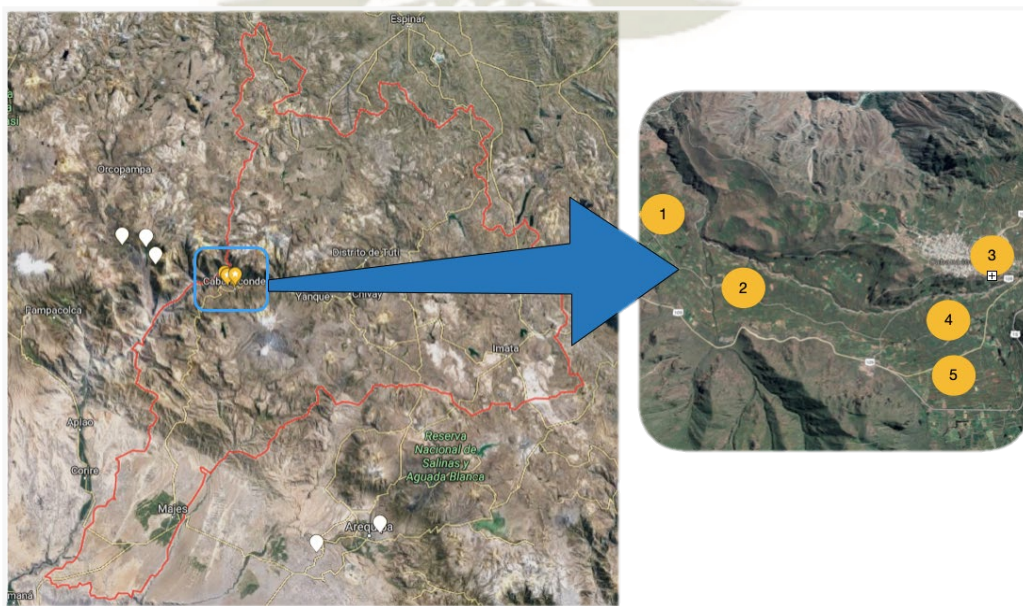 Espinar
Orcopampa
Distrito de Tuti
Yanque
Chivay
Pampacolca
Imata
Aplao
Corire
Reserva
Nacional de
Salinas y
Aguada Blanca
Majes
Arequipa
1
2
3
4
5